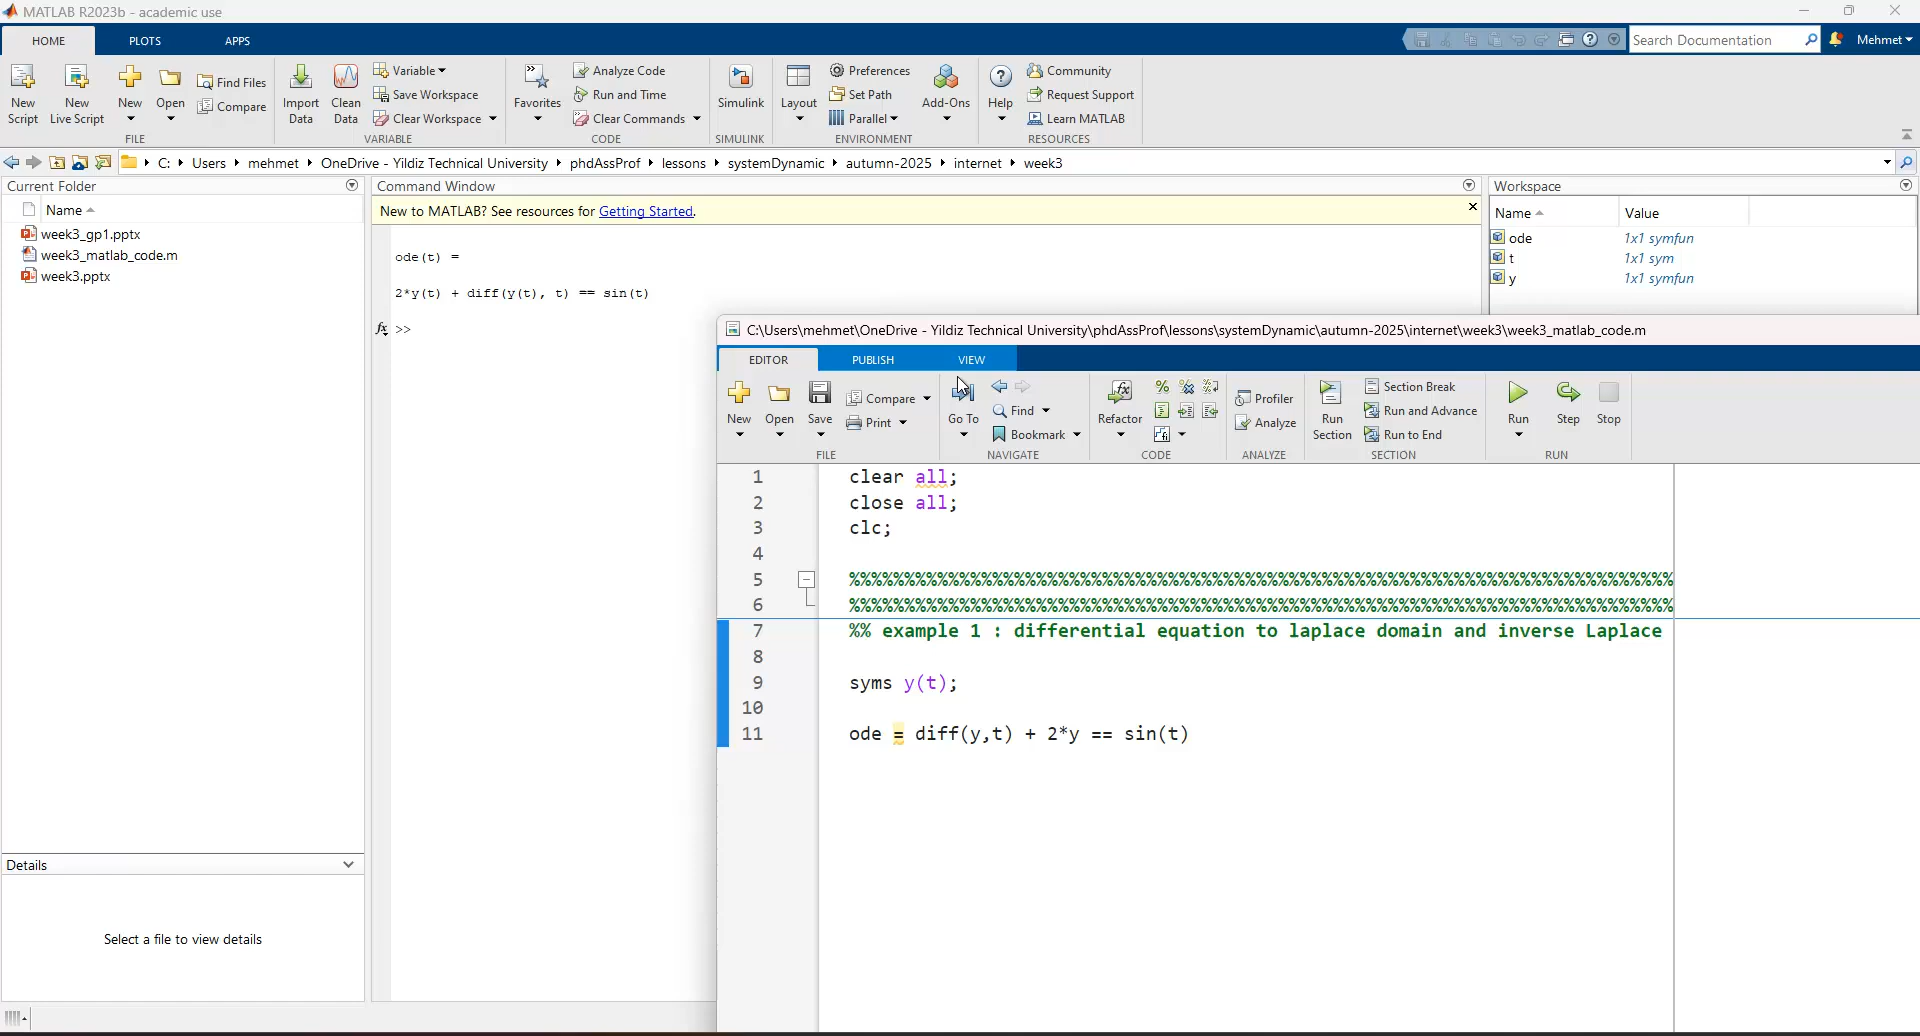 MATLAB R2023b - academic use
HOME PLOTS APPS
Search Documentation Mehmet
New Script New Live Script New Open Find Files Compare Import Data Clean Data Variable Save Workspace Clear Workspace Favorites Analyze Code Run and Time Clear Commands Simulink Layout Preferences Set Path Parallel Add-Ons Help Community Request Support Learn MATLAB
FILE VARIABLE CODE SIMULINK ENVIRONMENT RESOURCES
C: Users mehmet OneDrive - Yildiz Technical University phdAssProf lessons systemDynamic autumn-2025 internet week3
Current Folder
Name
week3_gp1.pptx
week3_matlab_code.m
week3.pptx
Details
Select a file to view details
Command Window
New to MATLAB? See resources for Getting Started.
ode(t) =
2*y(t) + diff(y(t), t) == sin(t)
fx >>
Workspace
Name Value
ode 1x1 symfun
t 1x1 sym
y 1x1 symfun
C:\Users\mehmet\OneDrive - Yildiz Technical University\phdAssProf\lessons\systemDynamic\autumn-2025\internet\week3\week3_matlab_code.m
EDITOR PUBLISH VIEW
New Open Save Compare Print Go To Find Bookmark Refactor Profiler Analyze Run Section Section Break Run and Advance Run to End Run Step Stop
FILE NAVIGATE CODE ANALYZE SECTION RUN
1 clear all;
2 close all;
3 clc;
4
5 %%%%%%%%%%%%%%%%%%%%%%%%%%%%%%%%%%%%%%%%%%%%%%%%%%%%%%%%%%%%%%%%%%%%%%%%%%%
6 %%%%%%%%%%%%%%%%%%%%%%%%%%%%%%%%%%%%%%%%%%%%%%%%%%%%%%%%%%%%%%%%%%%%%%%%%%%
7 %% example 1 : differential equation to laplace domain and inverse Laplace
8
9 syms y(t);
10
11 ode = diff(y,t) + 2*y == sin(t)